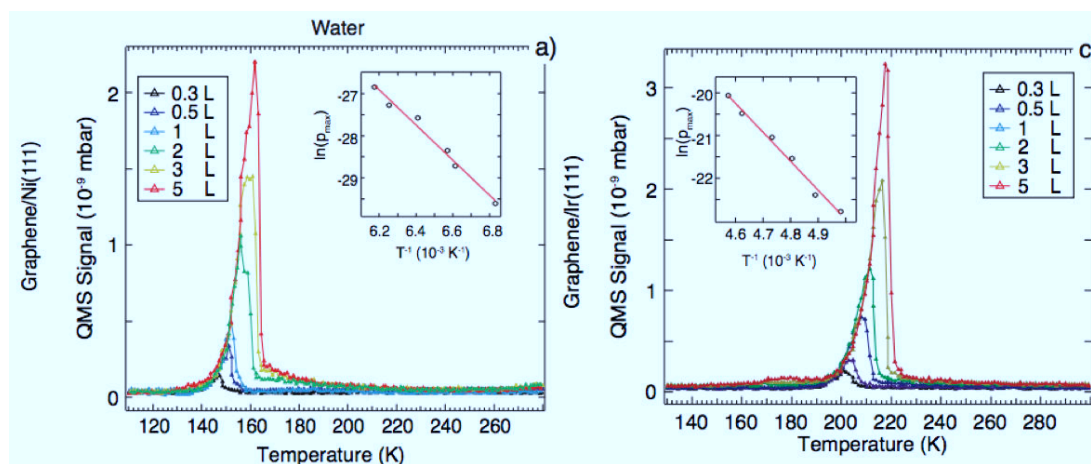 Water
a)
Graphene/Ni(111)
QMS Signal (10⁻⁹ mbar)
2
1
0
0.3 L
0.5 L
1 L
2 L
3 L
5 L
ln(pmax)
-27
-28
-29
6.2 6.4 6.6 6.8
T⁻¹ (10⁻³ K⁻¹)
120 140 160 180 200 220 240 260
Temperature (K)
c
Graphene/Ir(111)
QMS Signal (10⁻⁹ mbar)
3
2
1
0
ln(pmax)
-20
-21
-22
4.6 4.7 4.8 4.9
T⁻¹ (10⁻³ K⁻¹)
0.3 L
0.5 L
1 L
2 L
3 L
5 L
140 160 180 200 220 240 260 280
Temperature (K)